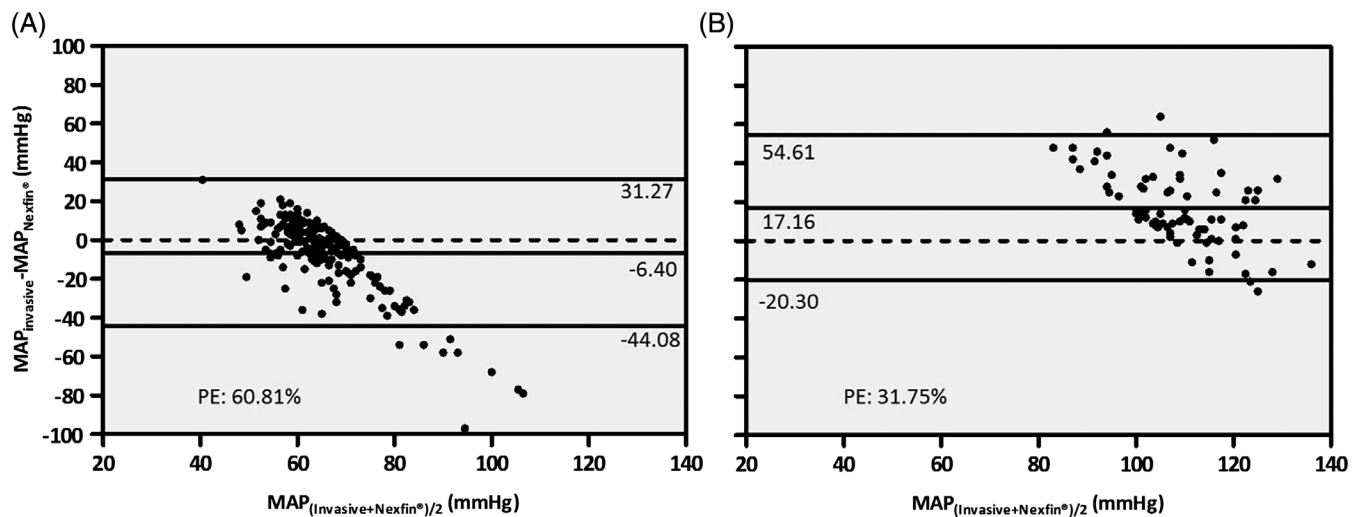 (A)
(B)
100
80
60
40
20
0
-20
-40
-60
-80
-100
MAPinvasive-MAPNexfin® (mmHg)
31.27
-6.40
-44.08
PE: 60.81%
20 40 60 80 100 120 140
MAP(Invasive+Nexfin®)/2 (mmHg)
54.61
17.16
-20.30
PE: 31.75%
20 40 60 80 100 120 140
MAP(Invasive+Nexfin®)/2 (mmHg)